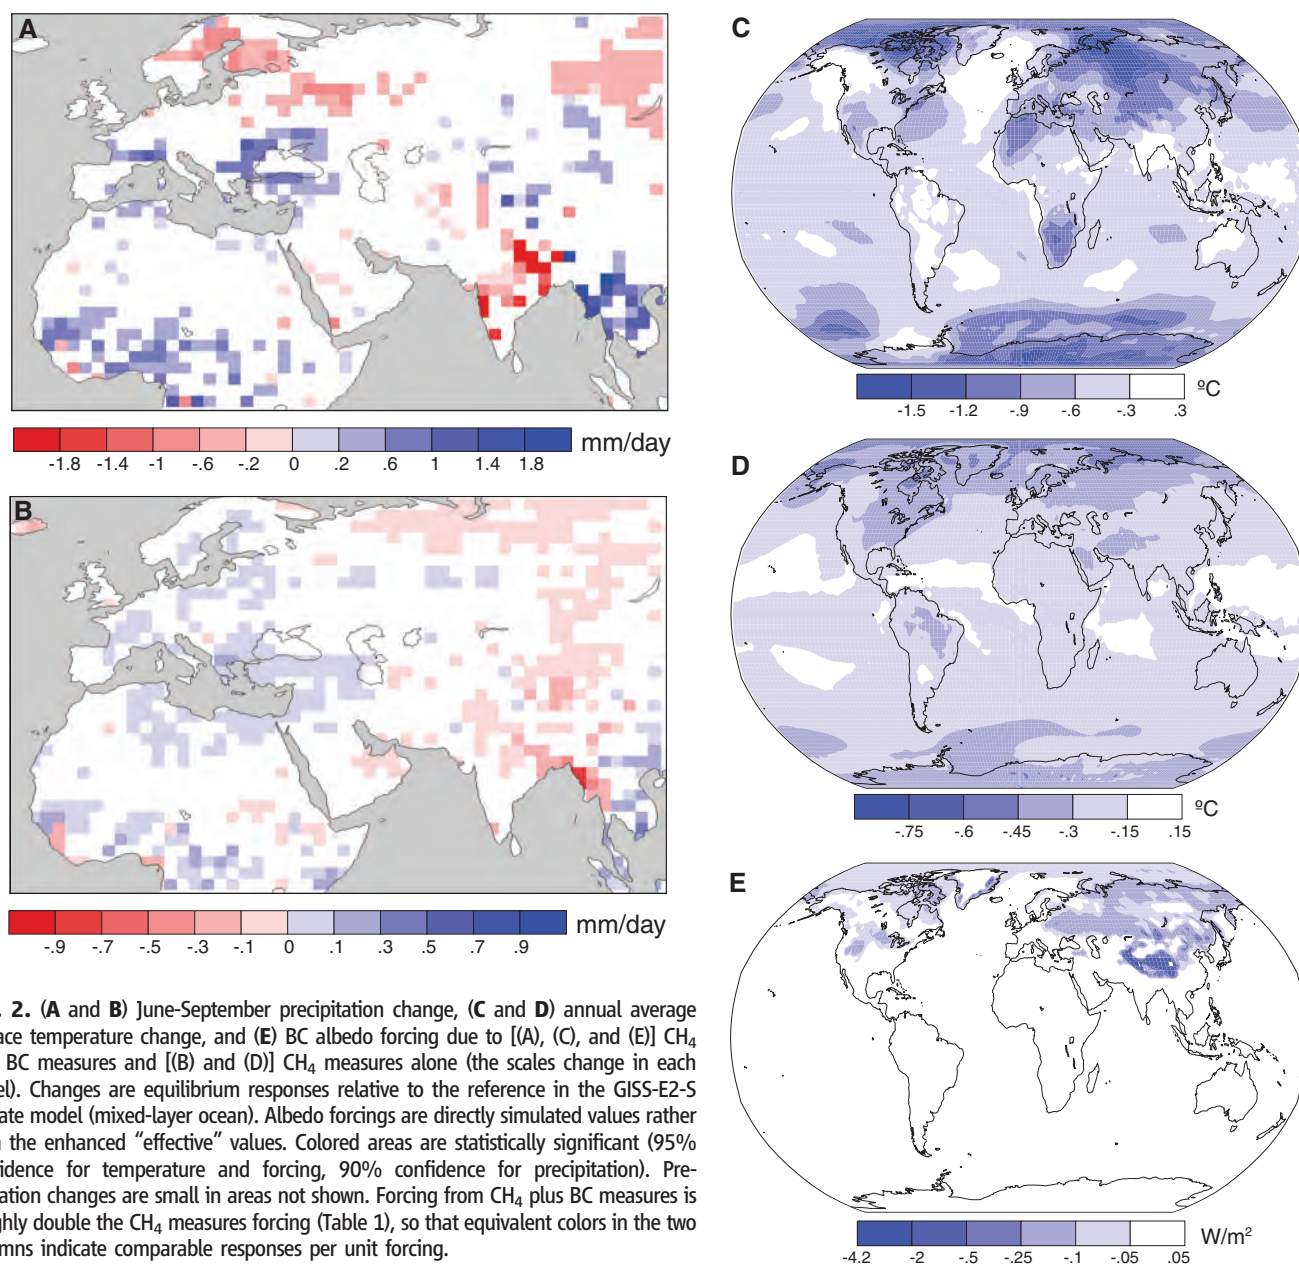 A
-1.8 -1.4 -1 -.6 -.2 0 .2 .6 1 1.4 1.8 mm/day
B
-.9 -.7 -.5 -.3 -.1 0 .1 .3 .5 .7 .9 mm/day
. 2. (A and B) June-September precipitation change, (C and D) annual average
ace temperature change, and (E) BC albedo forcing due to [(A), (C), and (E)] CH4
BC measures and [(B) and (D)] CH4 measures alone (the scales change in each
el). Changes are equilibrium responses relative to the reference in the GISS-E2-S
ate model (mixed-layer ocean). Albedo forcings are directly simulated values rather
the enhanced “effective” values. Colored areas are statistically significant (95%
idence for temperature and forcing, 90% confidence for precipitation). Pre-
ation changes are small in areas not shown. Forcing from CH4 plus BC measures is
ghly double the CH4 measures forcing (Table 1), so that equivalent colors in the two
mns indicate comparable responses per unit forcing.
C
-1.5 -1.2 -.9 -.6 -.3 .3 ºC
D
-.75 -.6 -.45 -.3 -.15 .15 ºC
E
-4.2 -2 -.5 -.25 -.1 -.05 .05 W/m²